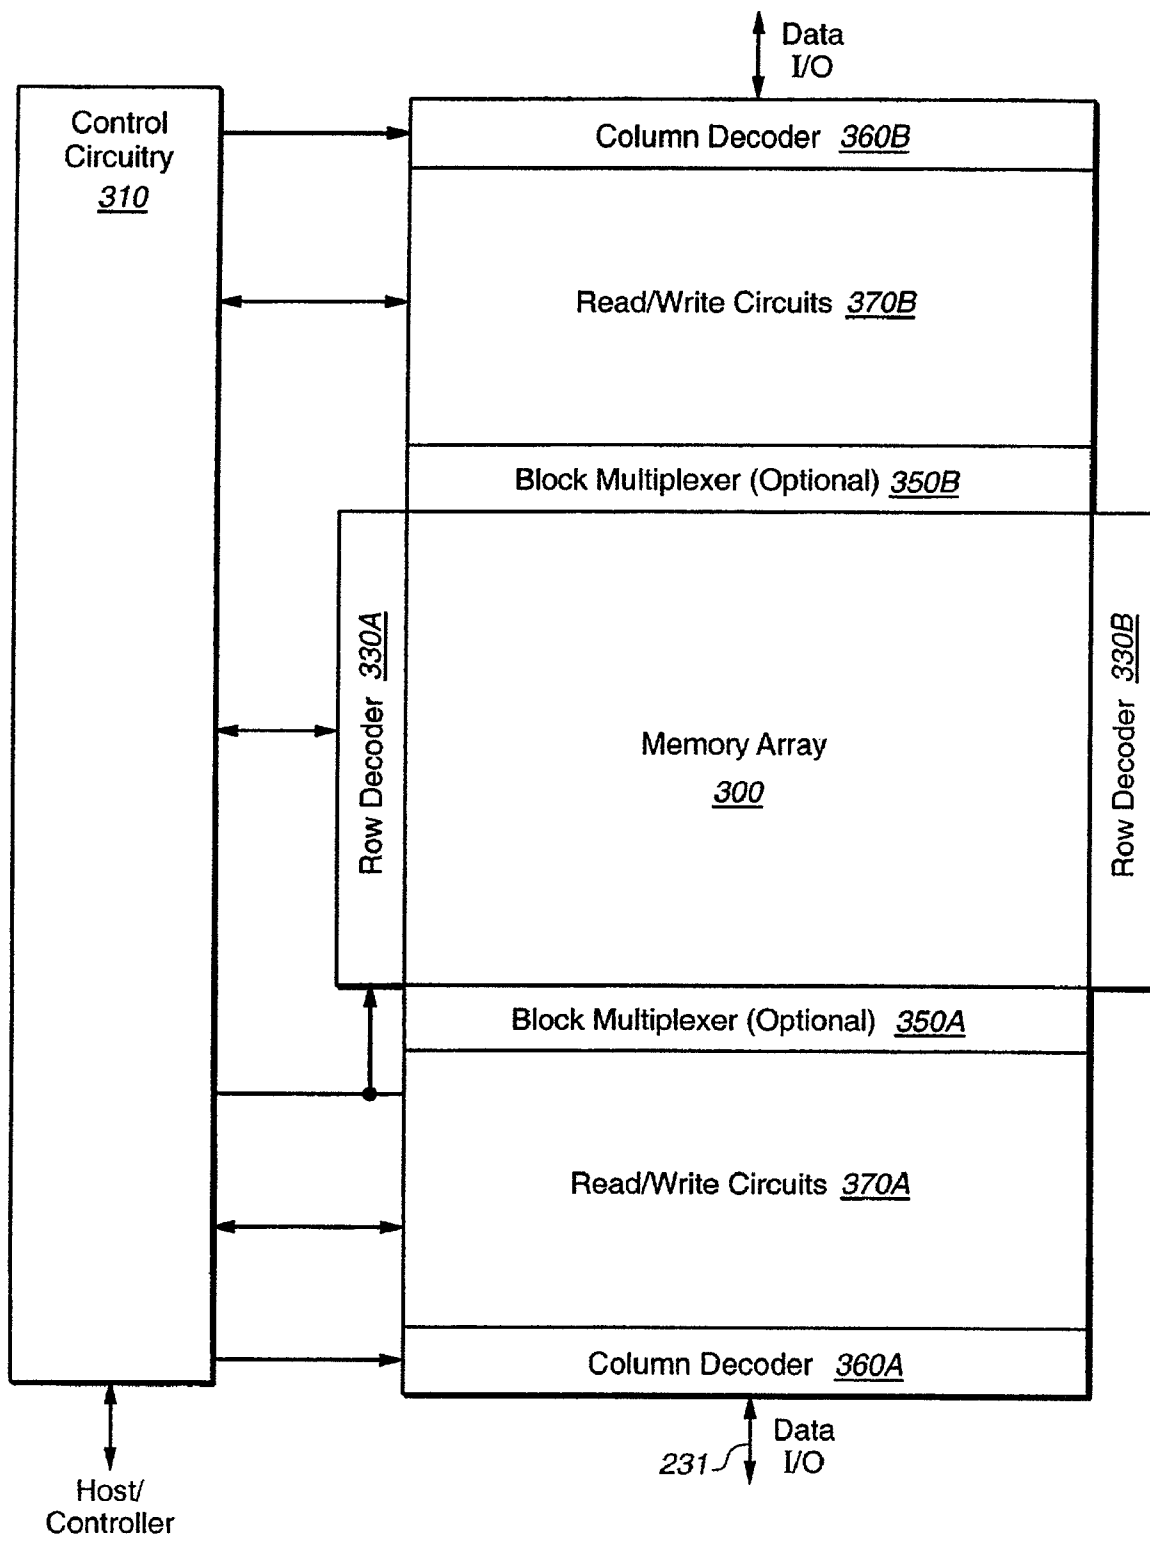 Data
I/O
Control
Circuitry
310
Column Decoder 360B
Read/Write Circuits 370B
Block Multiplexer (Optional) 350B
Row Decoder 330A
Memory Array
300
Row Decoder 330B
Block Multiplexer (Optional) 350A
Read/Write Circuits 370A
Column Decoder 360A
231
Data
I/O
Host/
Controller